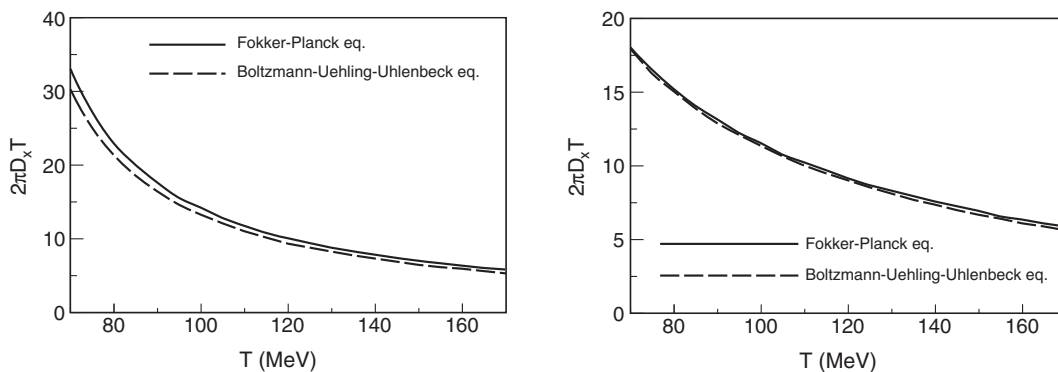 40
30
20
10
0
2πDxT
Fokker-Planck eq.
Boltzmann-Uehling-Uhlenbeck eq.
80 100 120 140 160
T (MeV)
20
15
10
5
0
2πDxT
Fokker-Planck eq.
Boltzmann-Uehling-Uhlenbeck eq.
80 100 120 140 160
T (MeV)